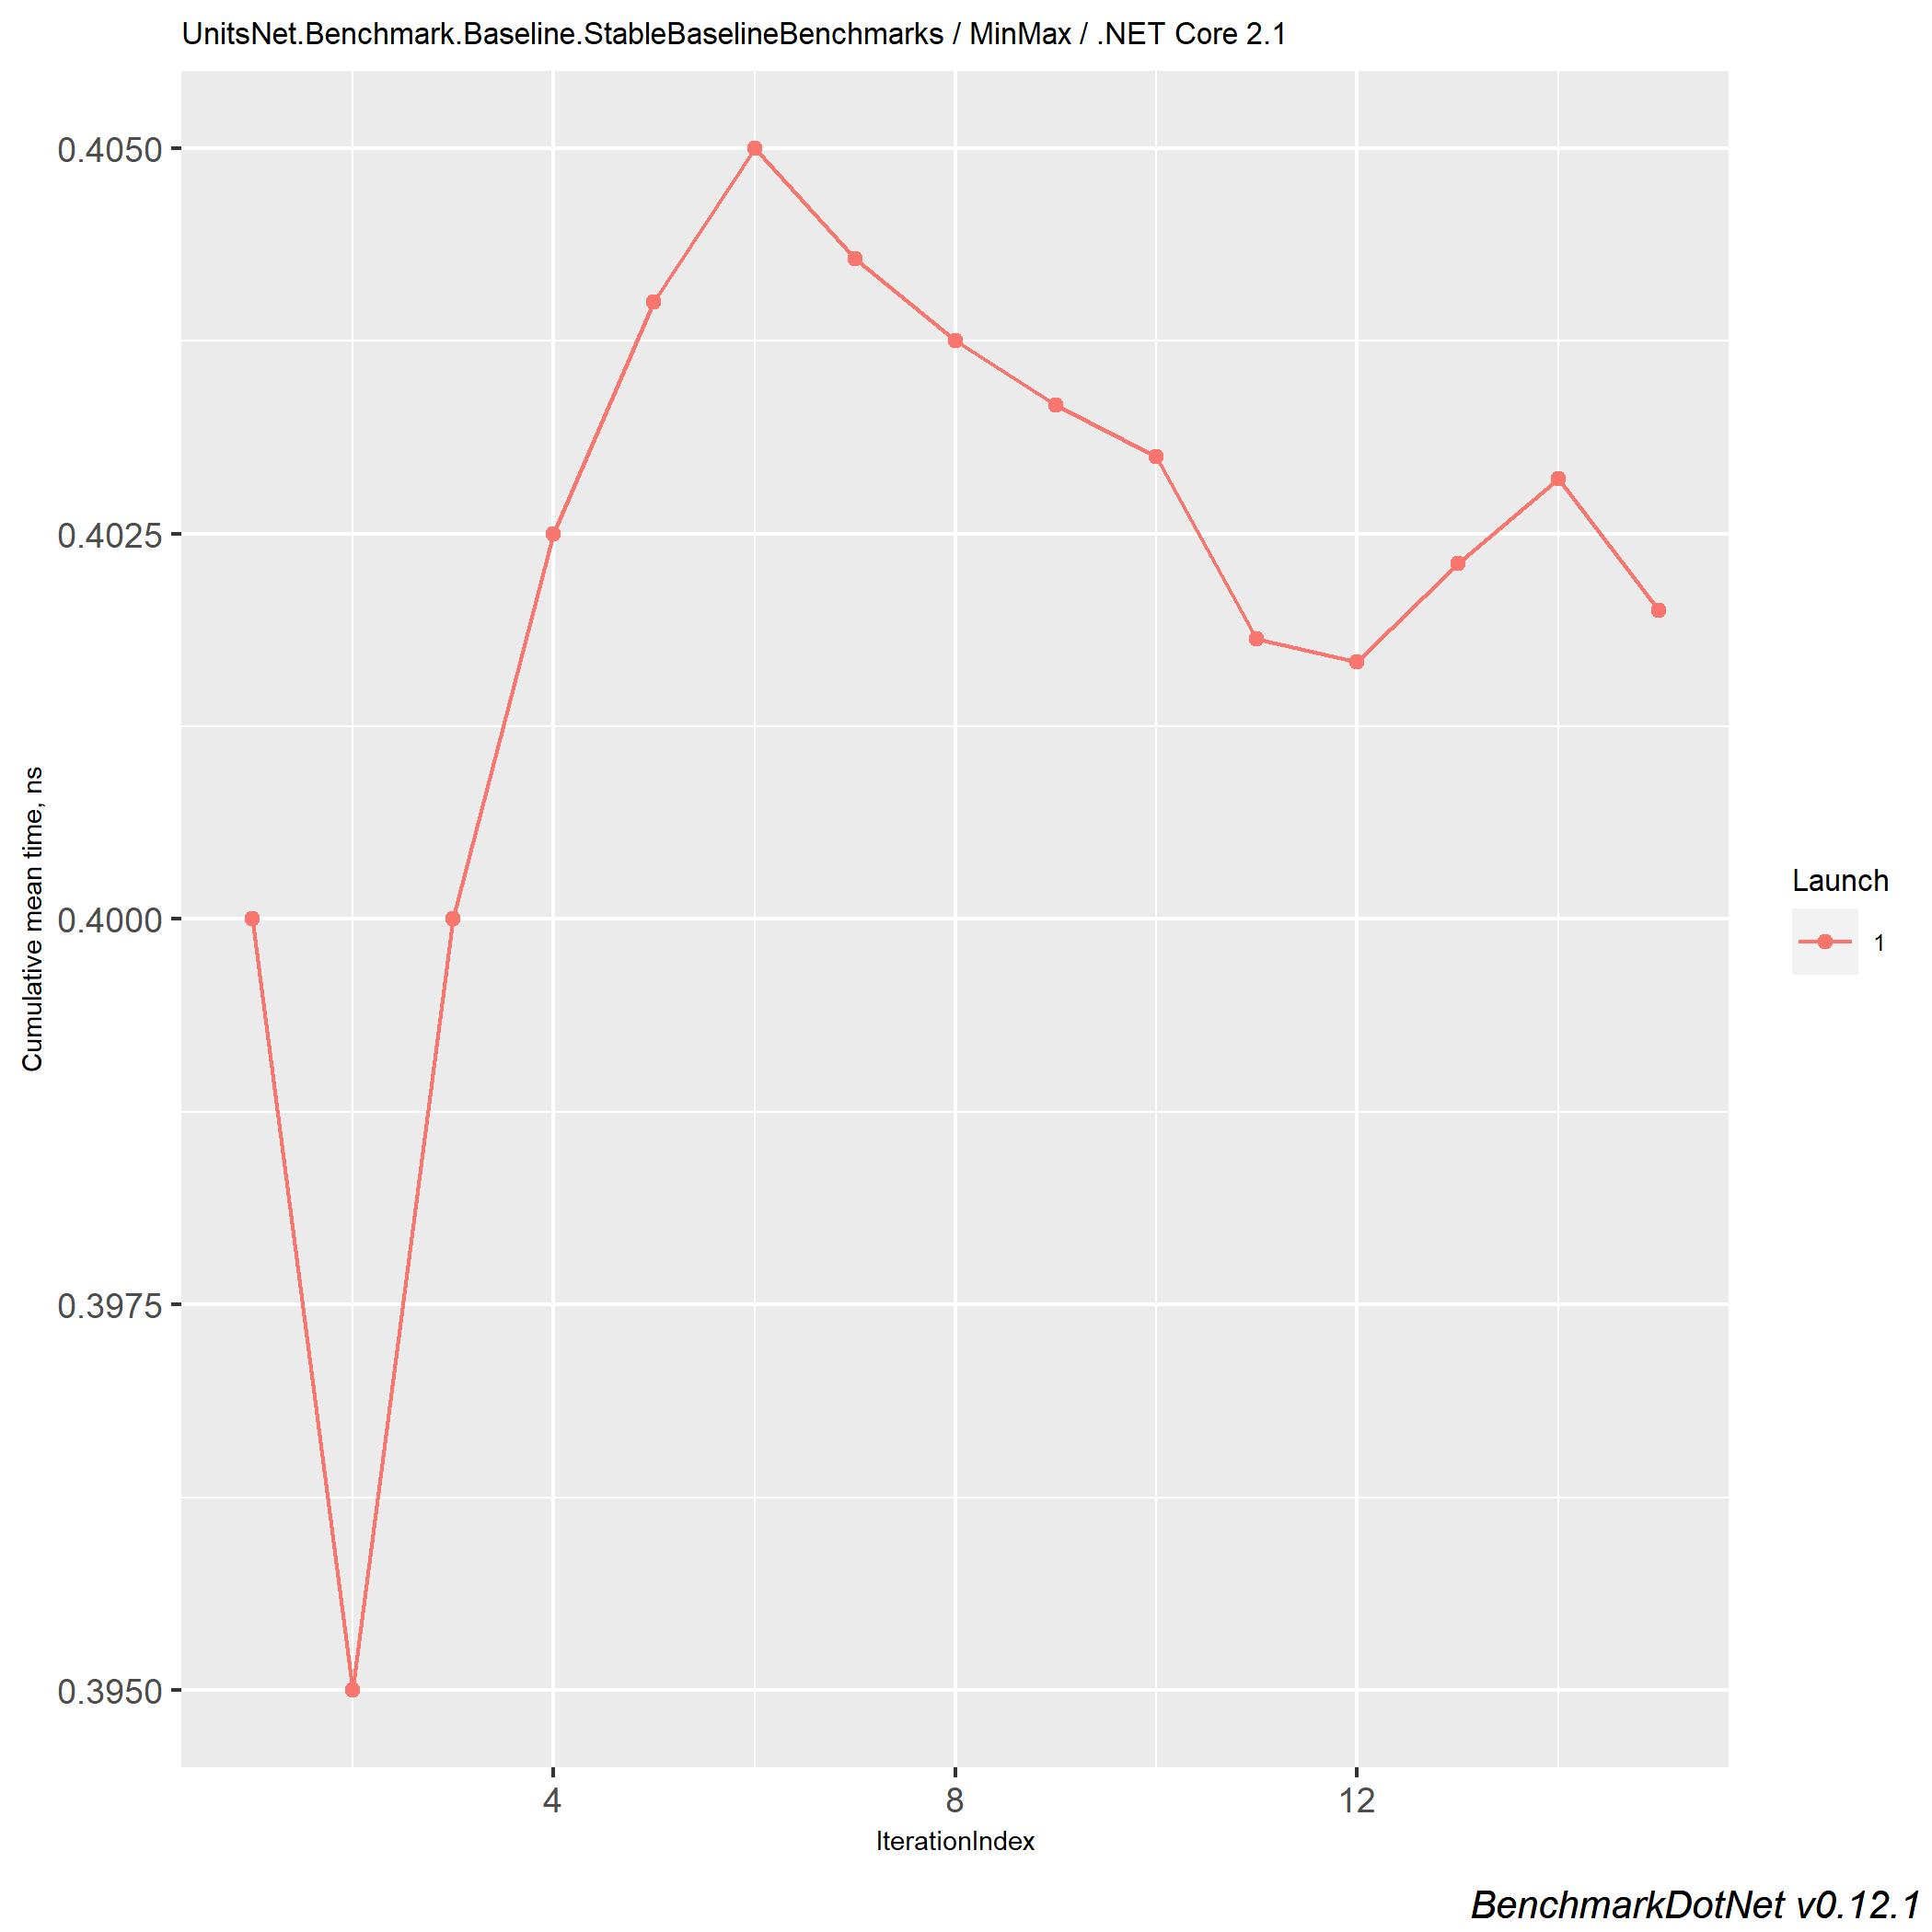 UnitsNet.Benchmark.Baseline.StableBaselineBenchmarks / MinMax / .NET Core 2.1
Cumulative mean time, ns
0.4050
0.4025
0.4000
0.3975
0.3950
4
8
12
IterationIndex
Launch
1
BenchmarkDotNet v0.12.1